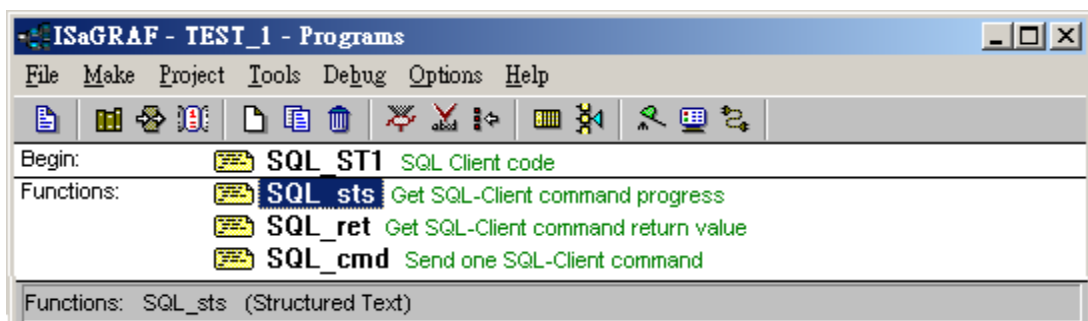 ISaGRAF - TEST_1 - Programs
File Make Project Tools Debug Options Help
Begin: SQL_ST1 SQL Client code
Functions: SQL_sts Get SQL-Client command progress
SQL_ret Get SQL-Client command return value
SQL_cmd Send one SQL-Client command
Functions: SQL_sts (Structured Text)